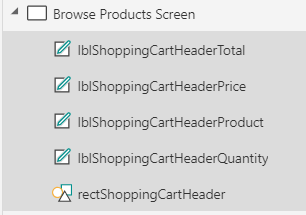 Browse Products Screen
lblShoppingCartHeaderTotal
lblShoppingCartHeaderPrice
lblShoppingCartHeaderProduct
lblShoppingCartHeaderQuantity
rectShoppingCartHeader